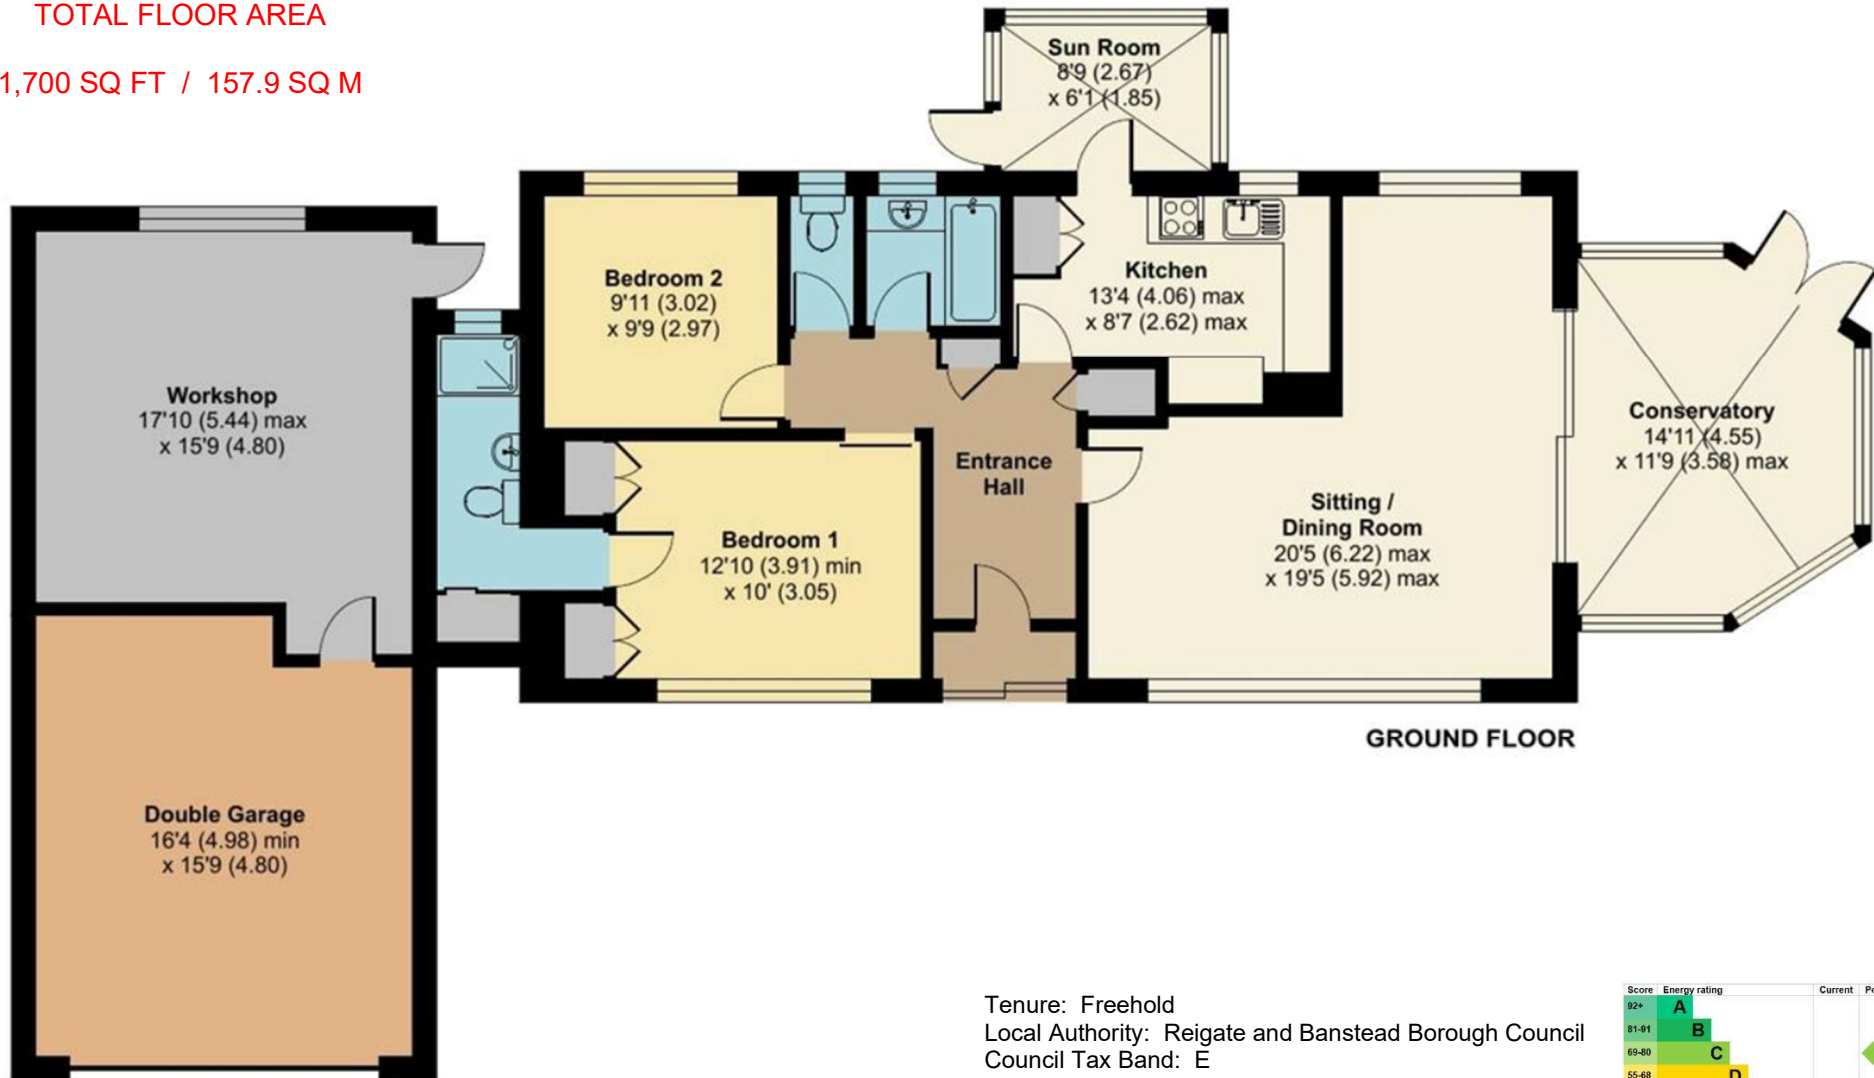 TOTAL FLOOR AREA
1,700 SQ FT / 157.9 SQ M
Sun Room
8'9 (2.67)
x 6'1 (1.85)
Bedroom 2
9'11 (3.02)
x 9'9 (2.97)
Kitchen
13'4 (4.06) max
x 8'7 (2.62) max
Workshop
17'10 (5.44) max
x 15'9 (4.80)
Conservatory
14'11 (4.55)
x 11'9 (3.58) max
Entrance
Hall
Sitting /
Dining Room
20'5 (6.22) max
x 19'5 (5.92) max
Bedroom 1
12'10 (3.91) min
x 10' (3.05)
GROUND FLOOR
Double Garage
16'4 (4.98) min
x 15'9 (4.80)
Tenure: Freehold
Local Authority: Reigate and Banstead Borough Council
Council Tax Band: E
Score Energy rating Current
92+ A
81-91 B
69-80 C
55-68 D